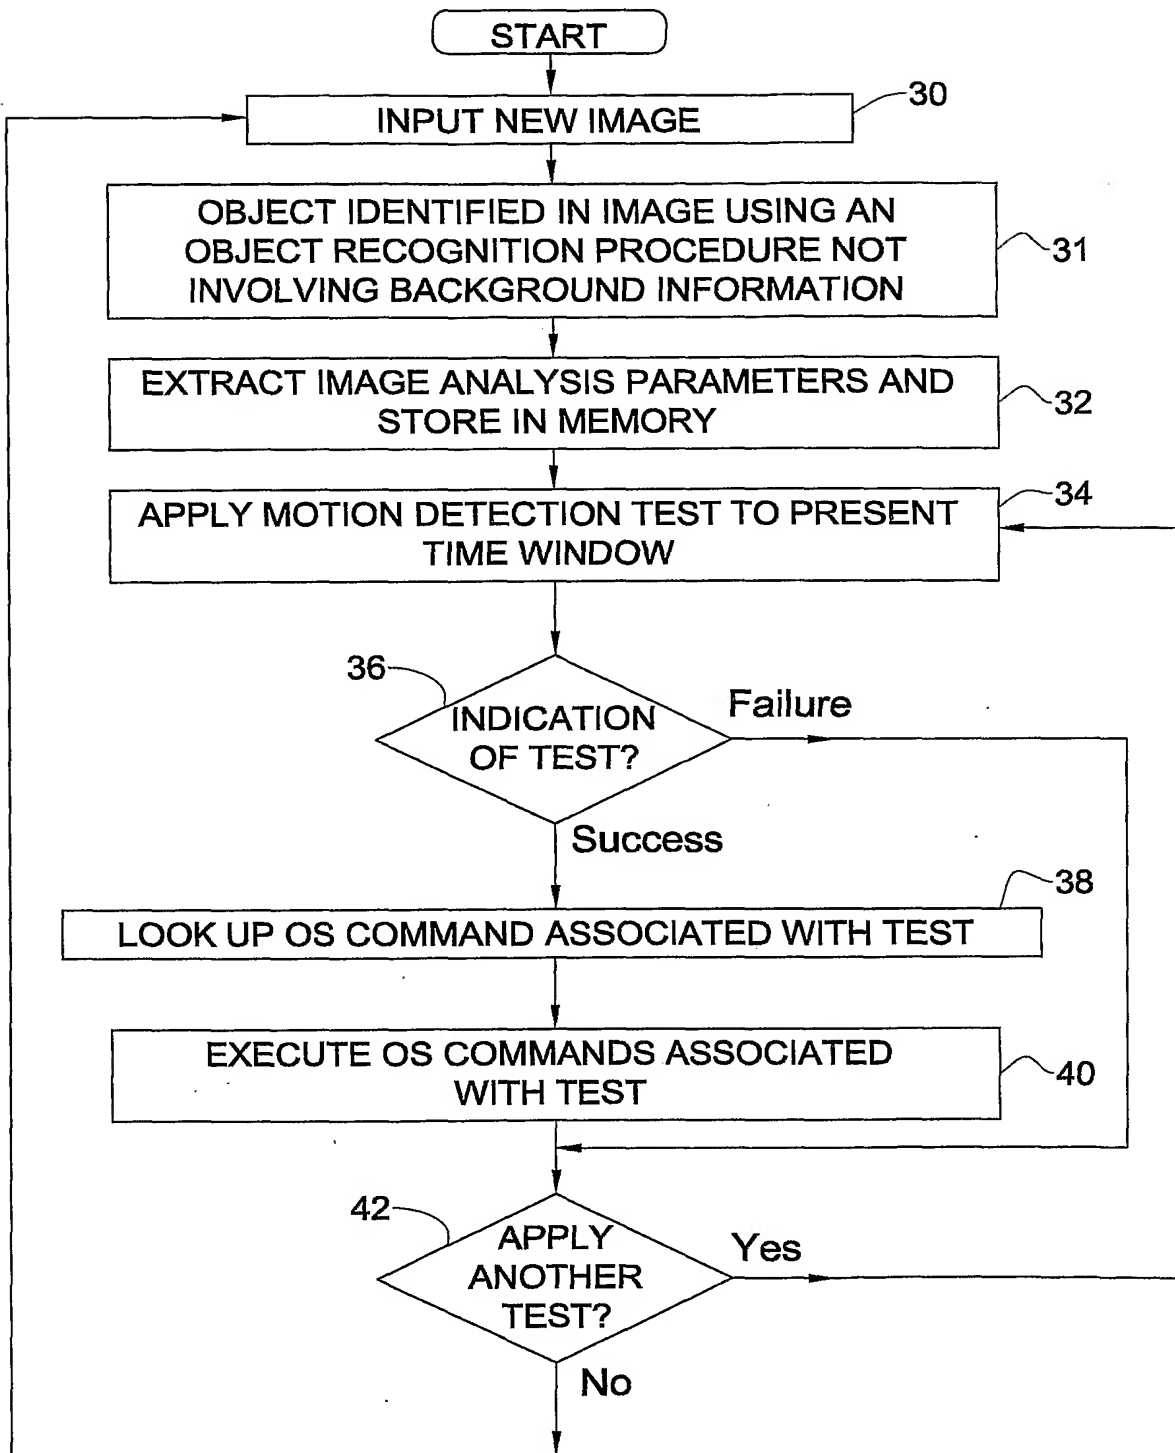 START
INPUT NEW IMAGE
30
OBJECT IDENTIFIED IN IMAGE USING AN
OBJECT RECOGNITION PROCEDURE NOT
INVOLVING BACKGROUND INFORMATION
31
EXTRACT IMAGE ANALYSIS PARAMETERS AND
STORE IN MEMORY
32
APPLY MOTION DETECTION TEST TO PRESENT
TIME WINDOW
34
36
INDICATION
OF TEST?
Failure
Success
38
LOOK UP OS COMMAND ASSOCIATED WITH TEST
EXECUTE OS COMMANDS ASSOCIATED
WITH TEST
40
42
APPLY
ANOTHER
TEST?
Yes
No